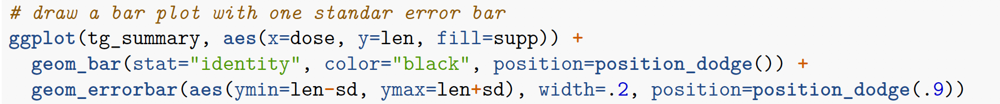 # draw a bar plot with one standar error bar
ggplot(tg_summary, aes(x=dose, y=len, fill=supp)) +
  geom_bar(stat="identity", color="black", position=position_dodge()) +
  geom_errorbar(aes(ymin=len-sd, ymax=len+sd), width=.2, position=position_dodge(.9))